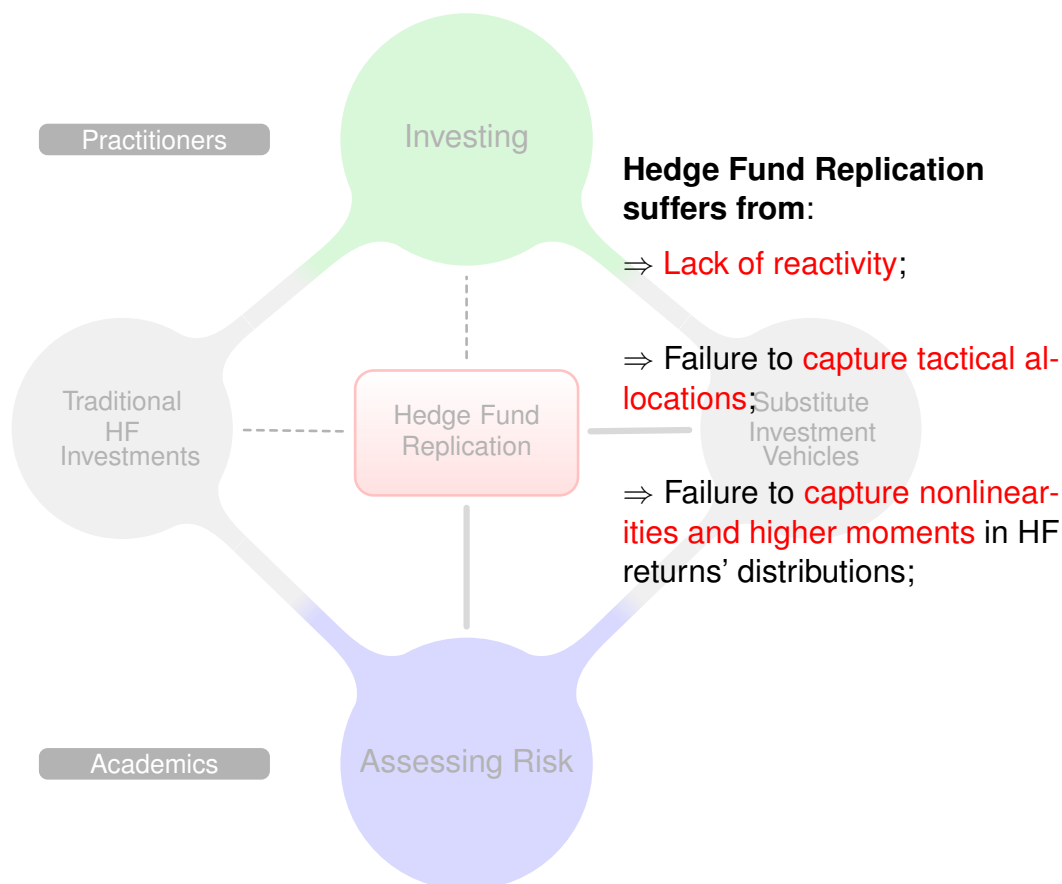 Practitioners
Investing
Hedge Fund Replication
suffers from:
⇒ Lack of reactivity;
⇒ Failure to capture tactical al-
locations;
Traditional
HF
Investments
Hedge Fund
Replication
Substitute
Investment
Vehicles
⇒ Failure to capture nonlinear-
ities and higher moments in HF
returns’ distributions;
Academics
Assessing Risk